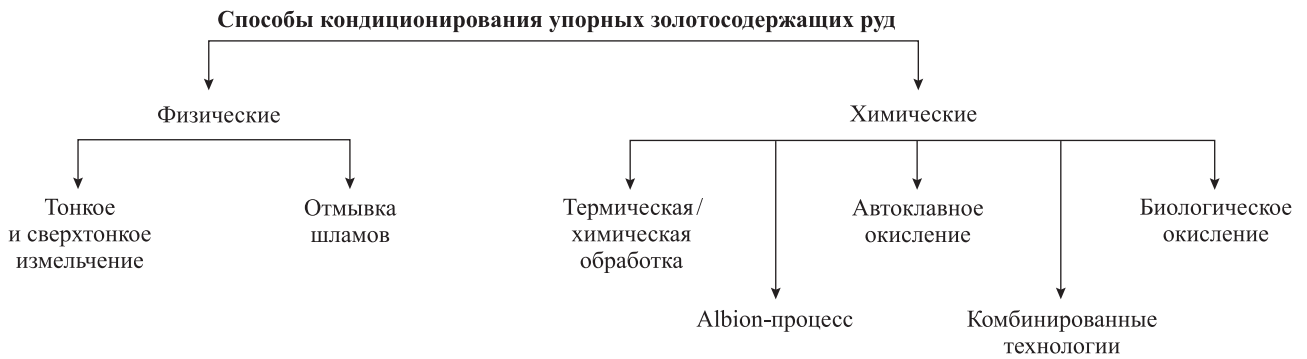 Способы кондиционирования упорных золотосодержащих руд
Физические
Химические
Тонкое
и сверхтонкое
измельчение
Отмывка
шламов
Термическая/
химическая
обработка
Автоклавное
окисление
Биологическое
окисление
Albion-процесс
Комбинированные
технологии